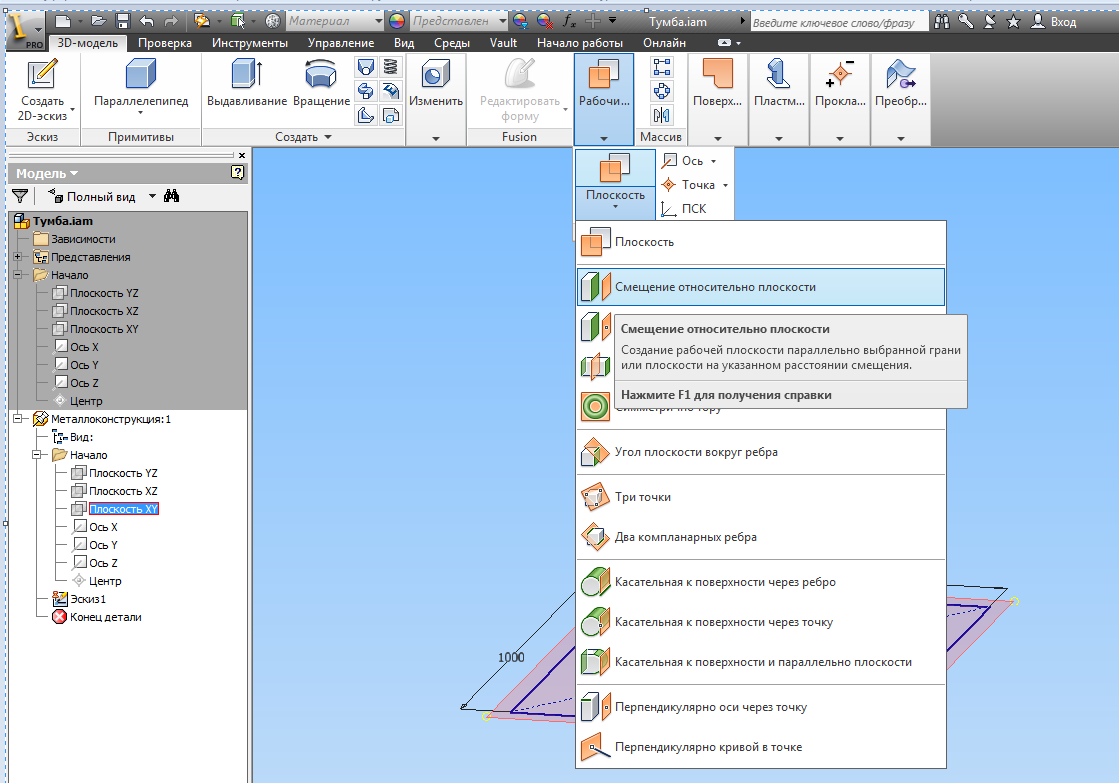 PRO
Материал
Представлен
fx
Тумба.iam
Введите ключевое слово/фразу
Вход
3D-модель Проверка Инструменты Управление Вид Среды Vault Начало работы Онлайн
Создать
2D-эскиз
Параллелепипед
Выдавливание
Вращение
Изменить
Редактировать
форму
Рабочи...
Поверх...
Пластм...
Прокла...
Преобр...
Эскиз
Примитивы
Создать
Fusion
Массив
Модель
Полный вид
Тумба.iam
Зависимости
Представления
Начало
Плоскость YZ
Плоскость XZ
Плоскость XY
Ось X
Ось Y
Ось Z
Центр
Металлоконструкция:1
Вид:
Начало
Плоскость YZ
Плоскость XZ
Плоскость XY
Ось X
Ось Y
Ось Z
Центр
Эскиз1
Конец детали
Плоскость
Ось
Точка
ПСК
Плоскость
Смещение относительно плоскости
Смещение относительно плоскости
Создание рабочей плоскости параллельно выбранной грани
или плоскости на указанном расстоянии смещения.
Нажмите F1 для получения справки
Угол плоскости вокруг ребра
Три точки
Два компланарных ребра
Касательная к поверхности через ребро
Касательная к поверхности через точку
Касательная к поверхности и параллельно плоскости
Перпендикулярно оси через точку
Перпендикулярно кривой в точке
1000